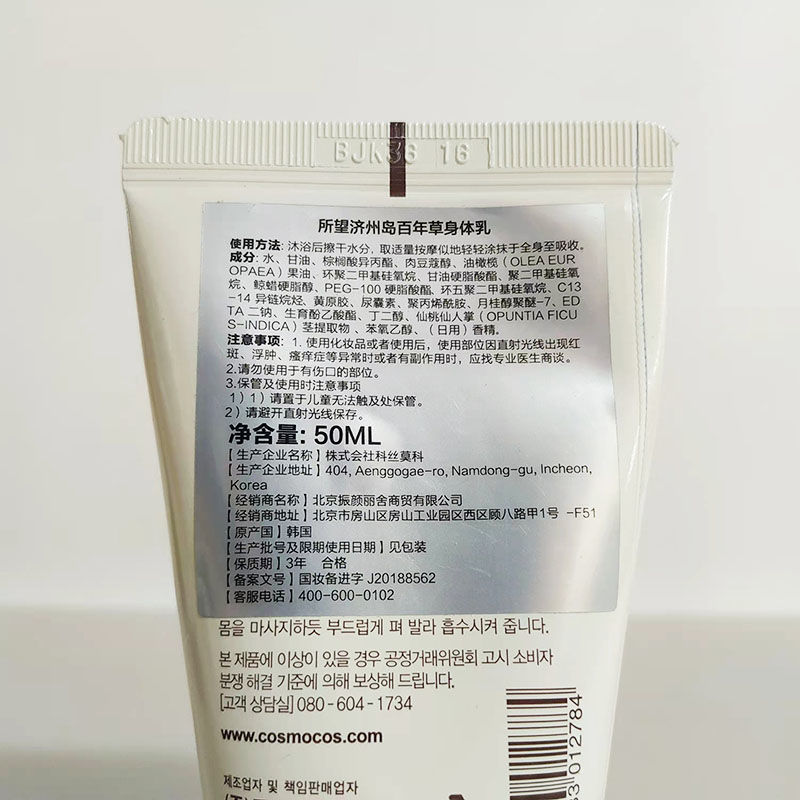 BJK36 16
所望济州岛百年草身体乳
使用方法: 沐浴后擦干水分, 取适量按摩似地轻轻涂抹于全身至吸收。
成分: 水、甘油、棕榈酸异丙酯、肉豆蔻醇、油橄榄（OLEA EUR
OPAEA）果油、环聚二甲基硅氧烷、甘油硬脂酸酯、聚二甲基硅氧
烷、鲸蜡硬脂醇、PEG-100 硬脂酸酯、环五聚二甲基硅氧烷、C13
-14 异链烷烃、黄原胶、尿囊素、聚丙烯酰胺、月桂醇聚醚-7、ED
TA 二钠、生育酚乙酸酯、丁二醇、仙桃仙人掌（OPUNTIA FICU
S-INDICA）茎提取物 、苯氧乙醇、（日用）香精。
注意事项: 1. 使用化妆品或者使用后, 使用部位因直射光线出现红
斑、浮肿、瘙痒症等异常时或者有副作用时，应找专业医生商谈。
2.请勿使用于有伤口的部位。
3.保管及使用时注意事项
1）1）请置于儿童无法触及处保管。
2）请避开直射光线保存。
净含量: 50ML
【生产企业名称】株式会社科丝莫科
【生产企业地址】404, Aenggogae-ro, Namdong-gu, Incheon,
Korea
【经销商名称】北京振颜丽舍商贸有限公司
【经销商地址】北京市房山区房山工业园区西区顾八路甲1号 -F51
【原产国】韩国
【生产批号及限期使用日期】见包装
【保质期】3年 合格
【备案文号】国妆备进字 J20188562
【客服电话】400-600-0102
몸을 마사지하듯 부드럽게 펴 발라 흡수시켜 줍니다.
본 제품에 이상이 있을 경우 공정거래위원회 고시 소비자
분쟁 해결 기준에 의해 보상해 드립니다.
[고객 상담실] 080-604-1734
www.cosmocos.com
제조업자 및 책임판매업자
3 012784